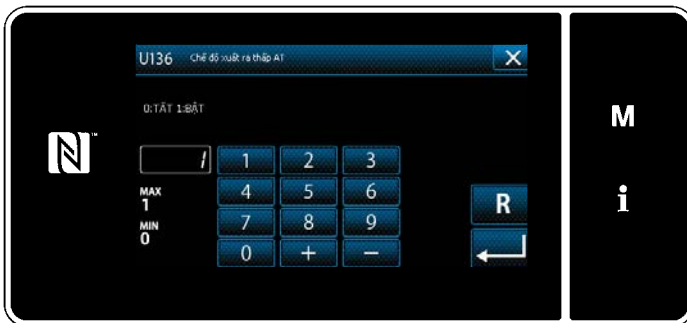 U136 Chế độ xuất ra thấp AT
0:TẮT 1:BẬT
1
1 2 3
MAX
1
4 5 6
MIN
0
7 8 9
0 + −
R
M
i
N™